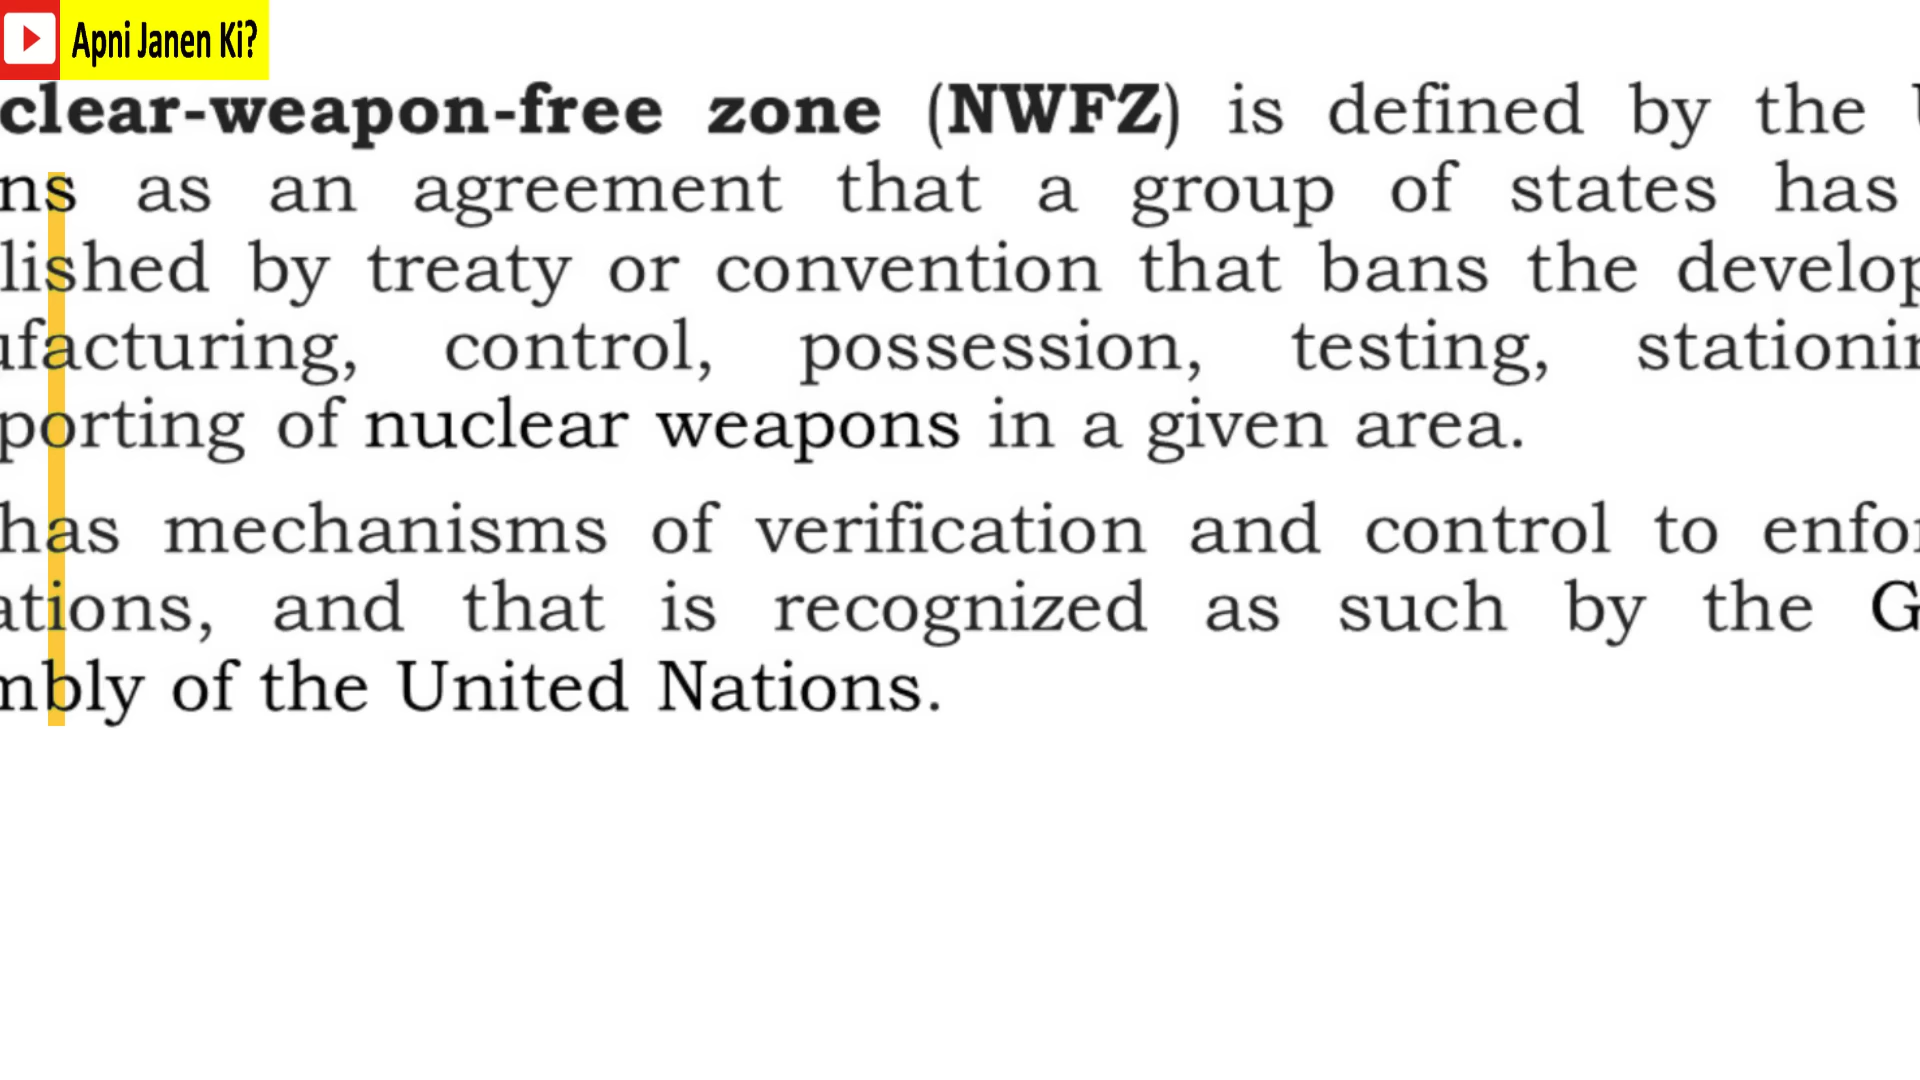 Apni Janen Ki?
clear-weapon-free zone (NWFZ) is defined by the
ns as an agreement that a group of states has
lished by treaty or convention that bans the develop
ufacturing, control, possession, testing, stationin
porting of nuclear weapons in a given area.
has mechanisms of verification and control to enfor
ations, and that is recognized as such by the G
mbly of the United Nations.